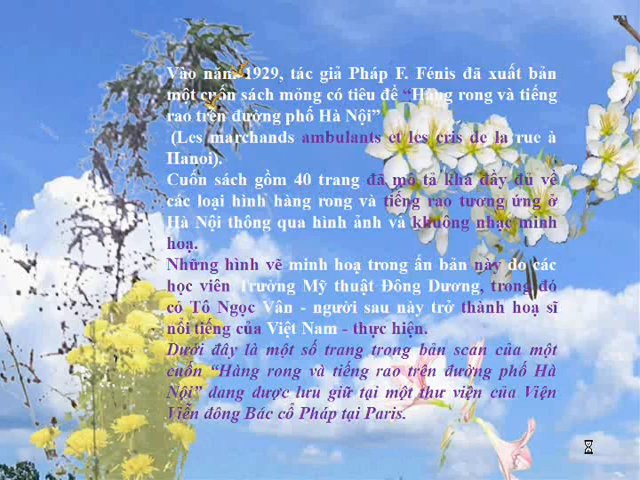 Vào năm 1929, tác giả Pháp F. Fénis đã xuất bản
một cuốn sách mỏng có tiêu đề “Hàng rong và tiếng
rao trên đường phố Hà Nội”
(Les marchands ambulants et les cris de la rue à
Hanoi).
Cuốn sách gồm 40 trang đã mô tả khá đầy đủ về
các loại hình hàng rong và tiếng rao tương ứng ở
Hà Nội thông qua hình ảnh và khuông nhạc minh
hoạ.
Những hình vẽ minh hoạ trong ấn bản này do các
học viên Trường Mỹ thuật Đông Dương, trong đó
có Tô Ngọc Vân - người sau này trở thành hoạ sĩ
nổi tiếng của Việt Nam - thực hiện.
Dưới đây là một số trang trong bản scan của một
cuốn “Hàng rong và tiếng rao trên đường phố Hà
Nội” đang được lưu giữ tại một thư viện của Viện
Viễn đông Bác cổ Pháp tại Paris.